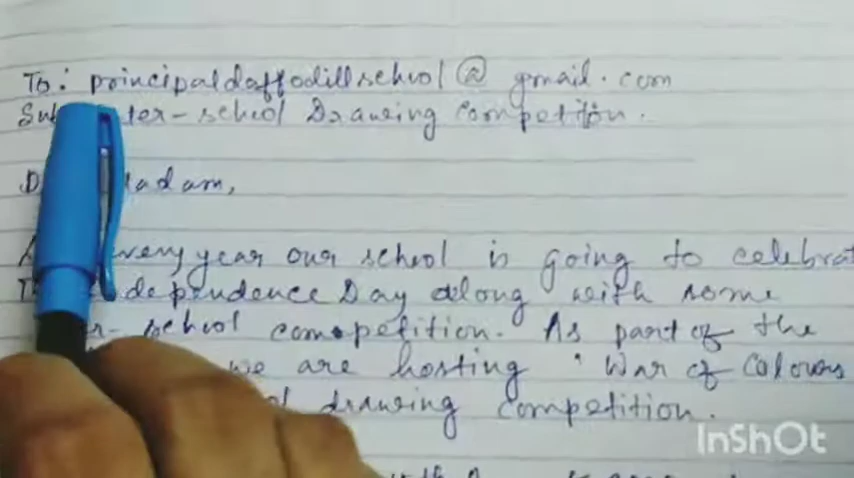 To: principaldaffodillschool@gmail.com
ter-school Drawing Competition.
adam,
very year our school is going to celebrat
dependence Day along with some
school competition. As part of the
we are hosting 'War of Colours
drawing competition.
InShOt